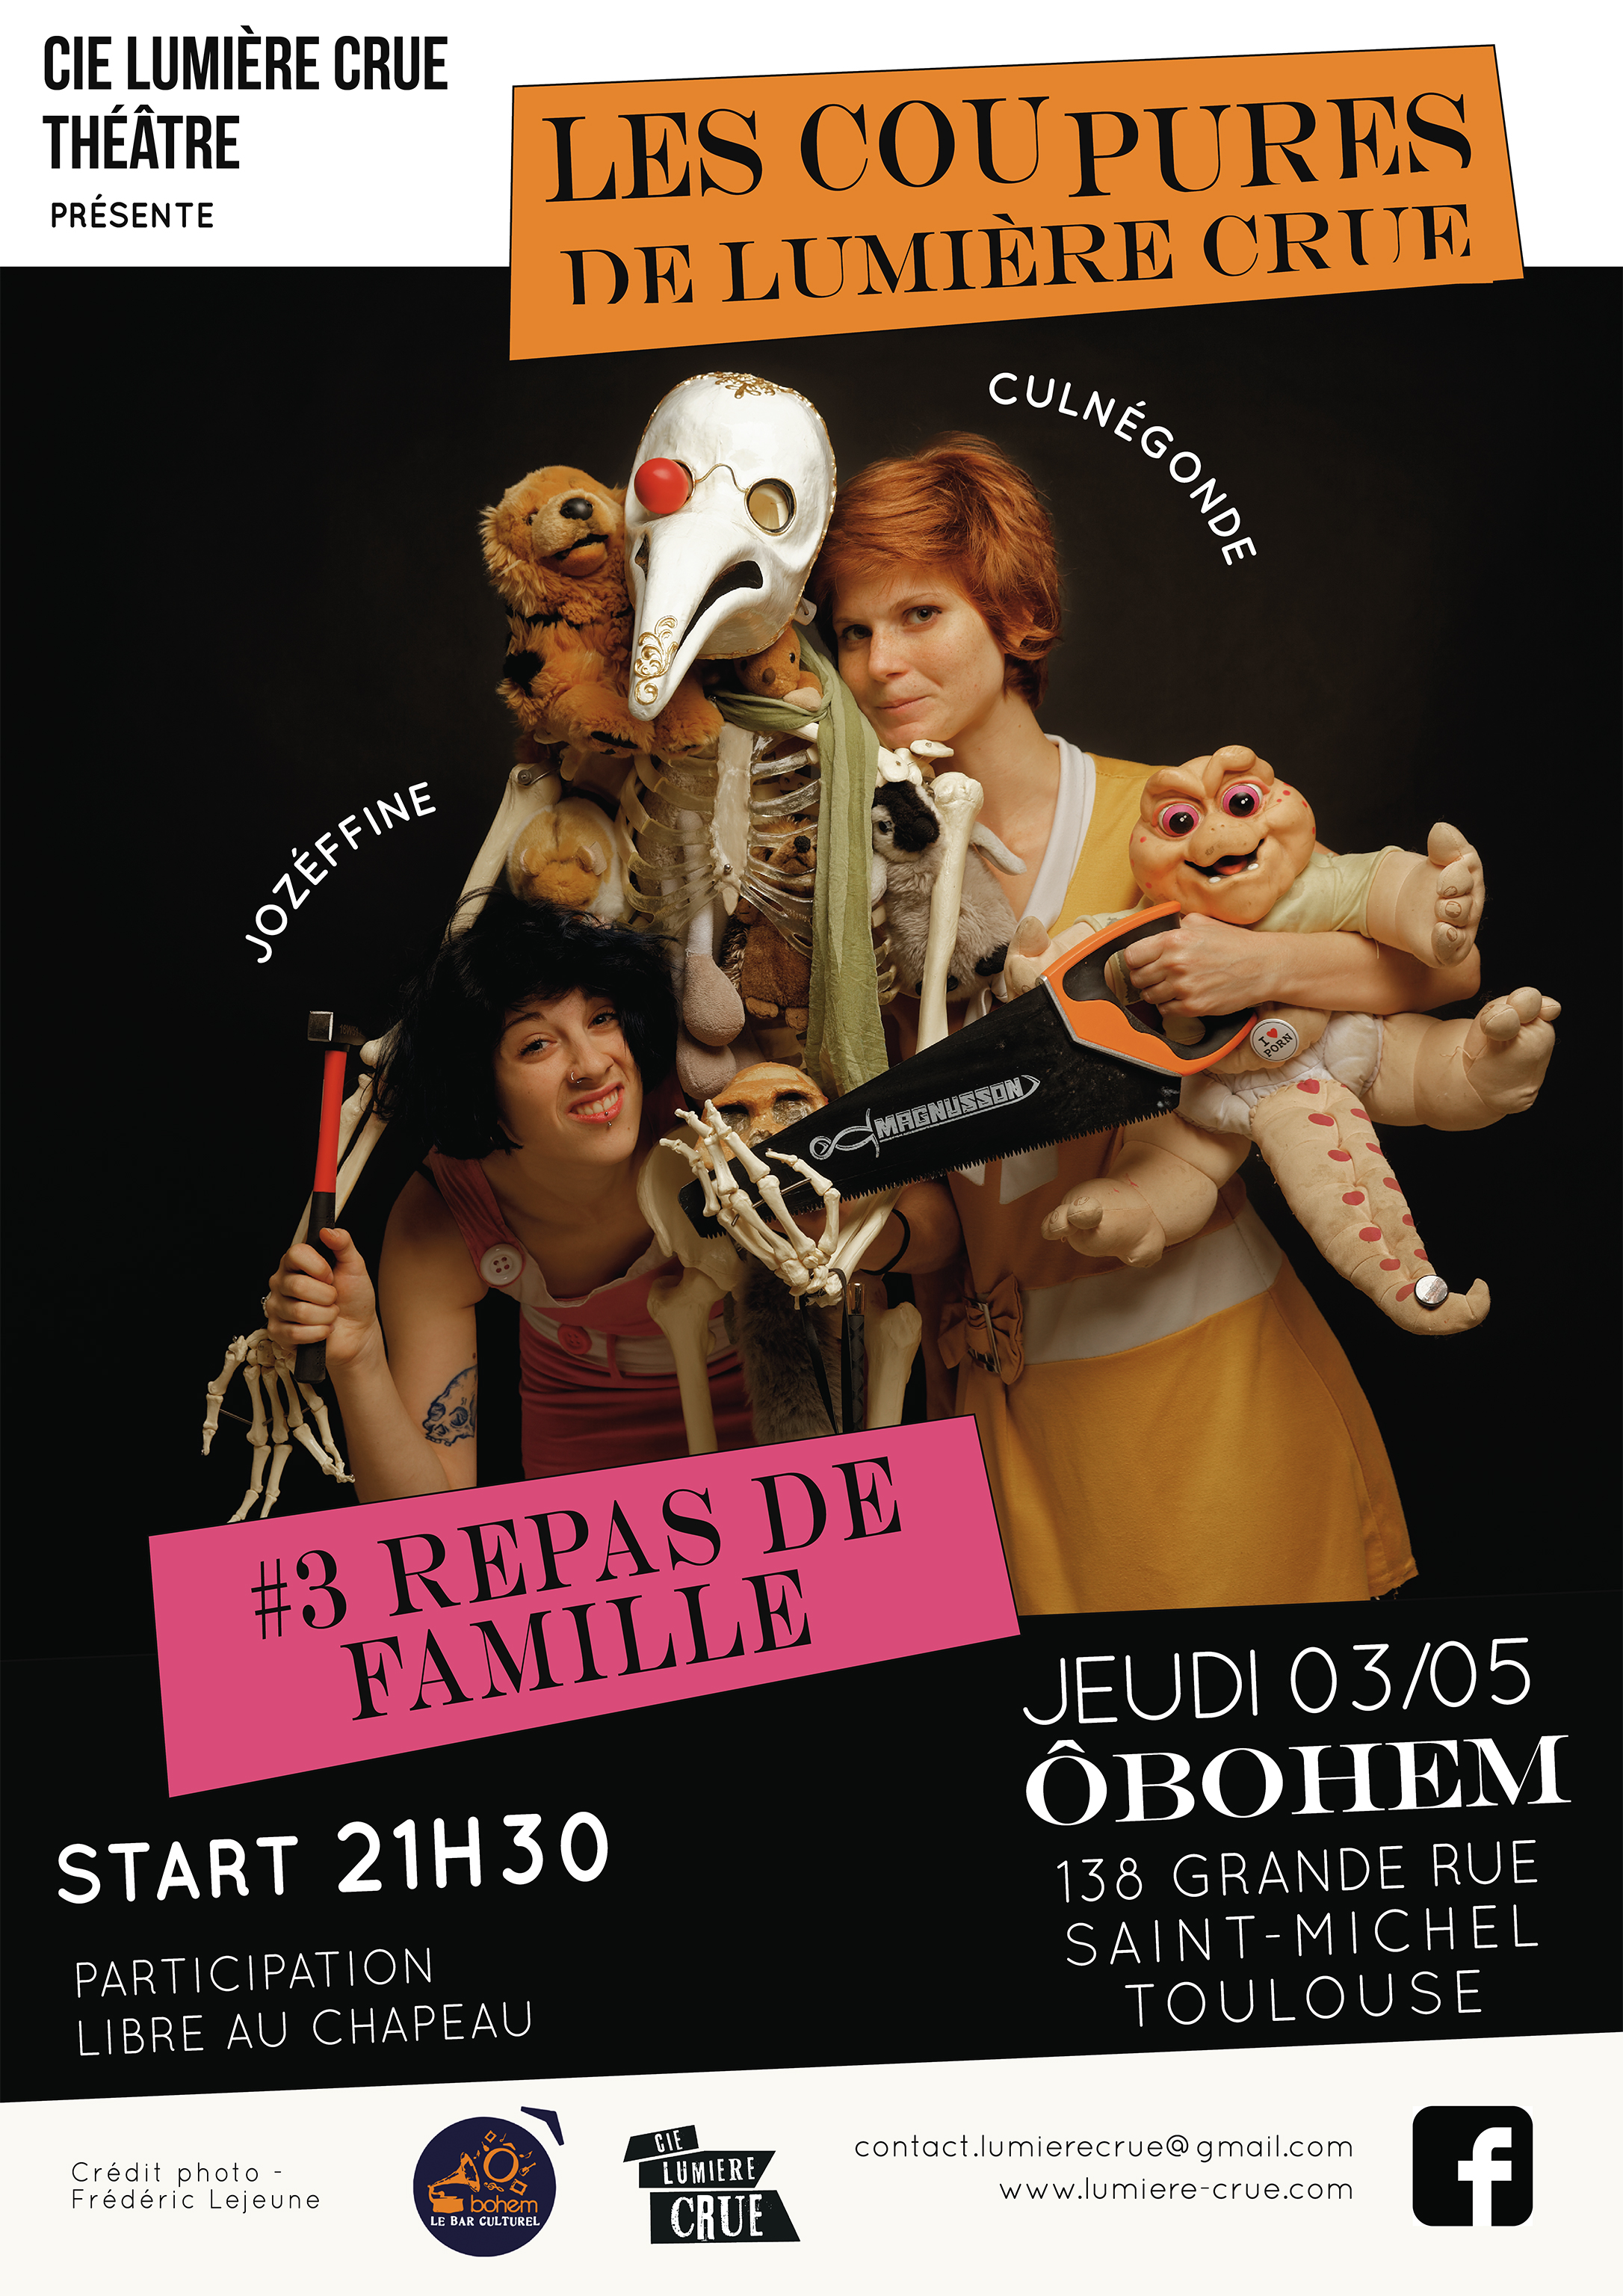 CIE LUMIÈRE CRUE
THÉÂTRE
PRÉSENTE
LES COUPURES
DE LUMIÈRE CRUE
CULNÉGONDE
JOZÉFFINE
I ♥
PORN
MAGNUSSON
#3 REPAS DE
FAMILLE
JEUDI 03/05
ÔBOHEM
138 GRANDE RUE
SAINT-MICHEL
TOULOUSE
START 21H30
PARTICIPATION
LIBRE AU CHAPEAU
Crédit photo -
Frédéric Lejeune
Ô
bohem
LE BAR CULTUREL
CIE
LUMIERE
CRUE
contact.lumierecrue@gmail.com
www.lumiere-crue.com
f